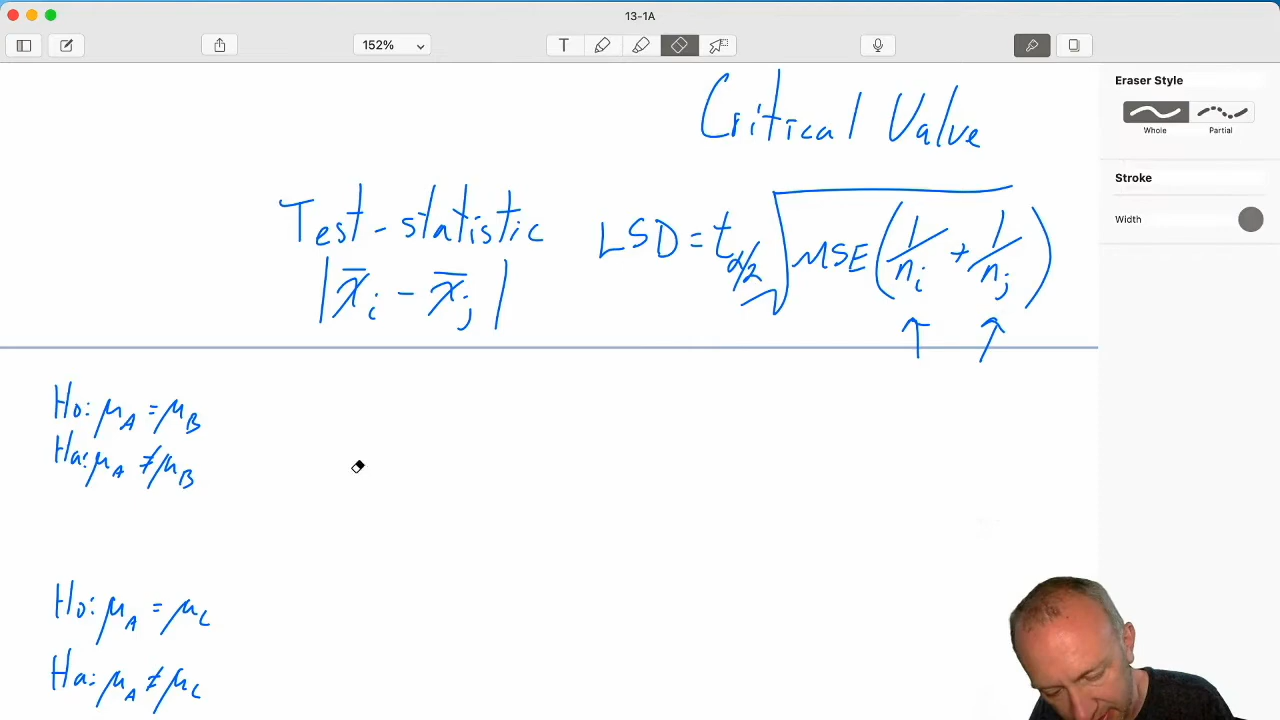 13-1A
152%
T
Eraser Style
Whole
Partial
Stroke
Width
Critical Value
Test-statistic
|x̄i - x̄j|
LSD = tα/2 √MSE(1/ni + 1/nj)
Ho: μA = μB
Ha: μA ≠ μB
Ho: μA = μC
Ha: μA ≠ μC